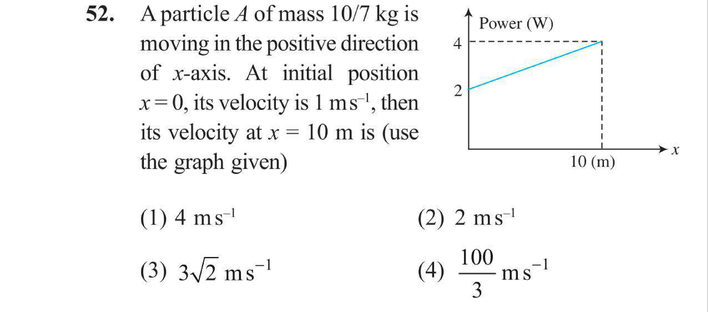 52. A particle A of mass 10/7 kg is
moving in the positive direction
of x-axis. At initial position
x = 0, its velocity is 1 m s⁻¹, then
its velocity at x = 10 m is (use
the graph given)
Power (W)
4
2
10 (m)
x
(1) 4 m s⁻¹
(2) 2 m s⁻¹
(3) 3√2 m s⁻¹
(4) 100/3 m s⁻¹